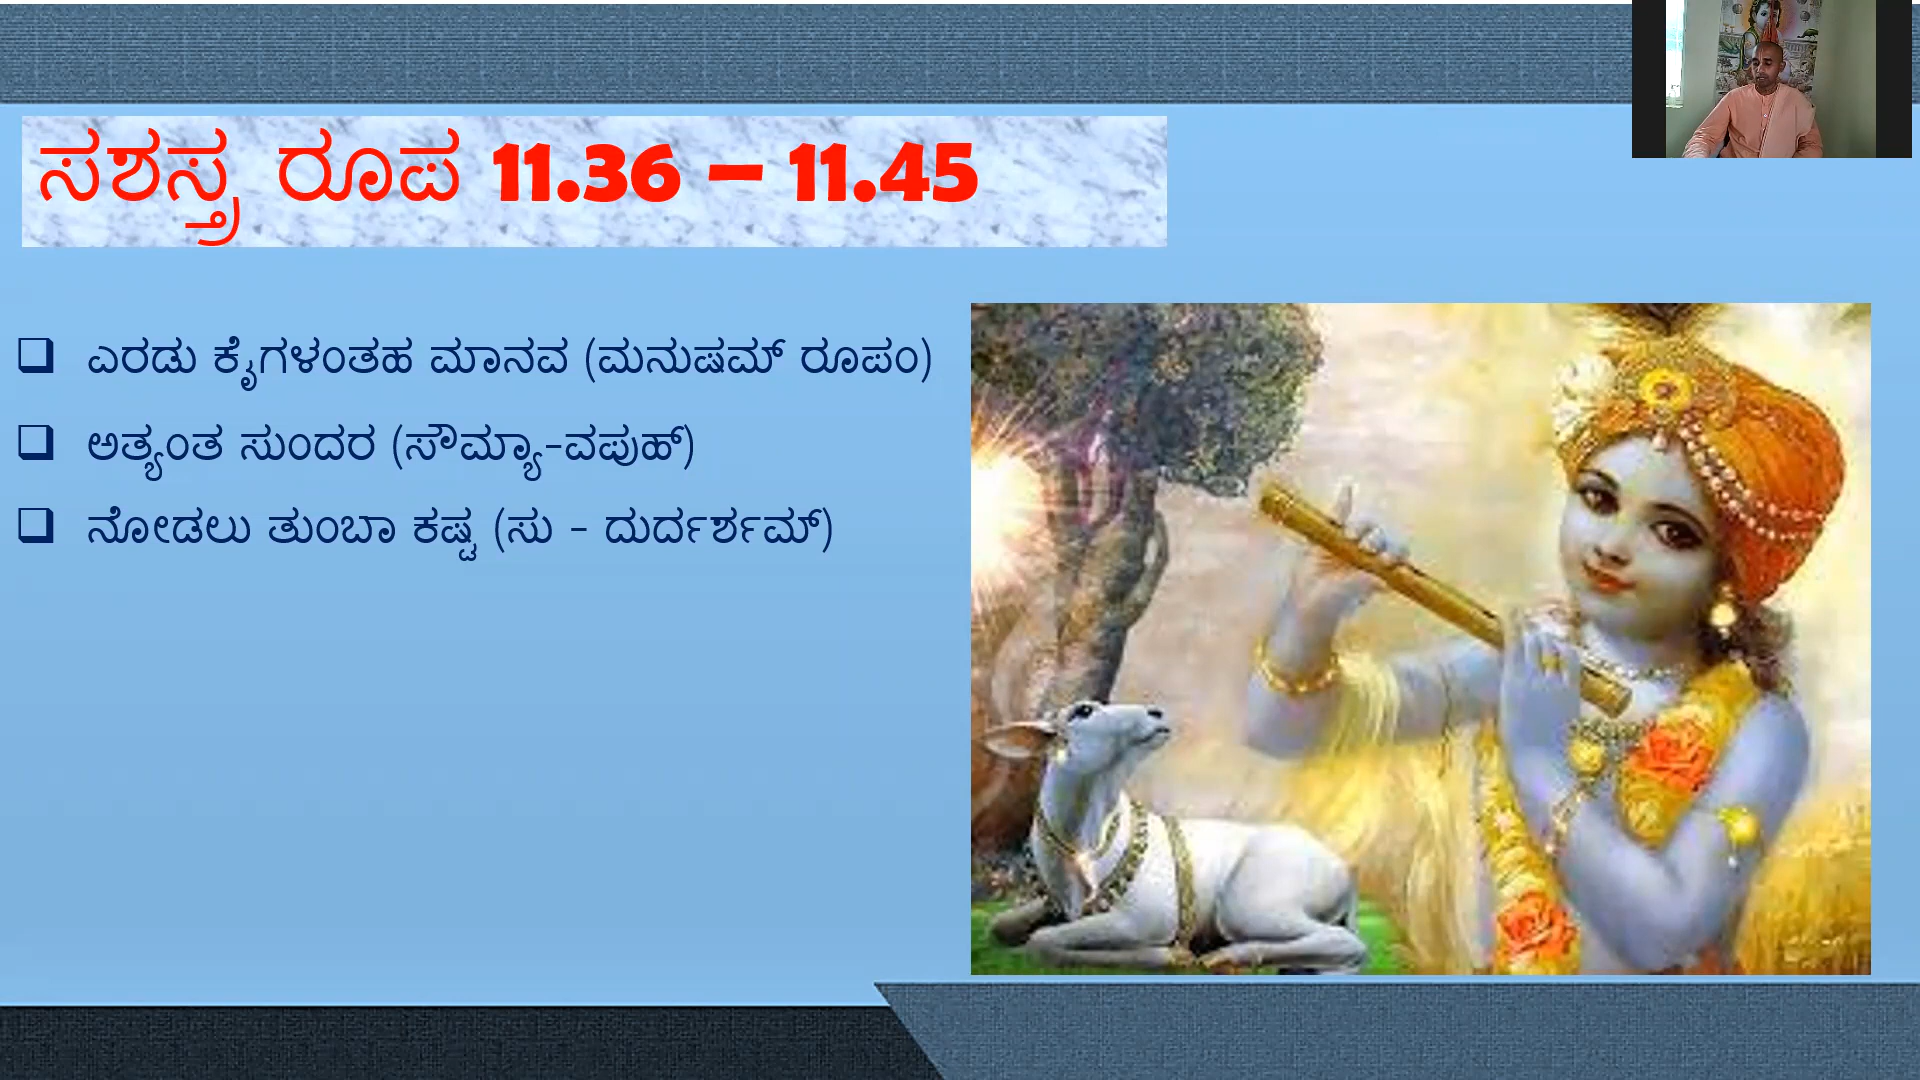 ಸಶಸ್ತ್ರ ರೂಪ 11.36 – 11.45
ಎರಡು ಕೈಗಳಂತಹ ಮಾನವ (ಮನುಷಮ್ ರೂಪಂ)
ಅತ್ಯಂತ ಸುಂದರ (ಸೌಮ್ಯಾ-ವಪುಹ್)
ನೋಡಲು ತುಂಬಾ ಕಷ್ಟ (ಸು - ದುರ್ದರ್ಶಮ್)